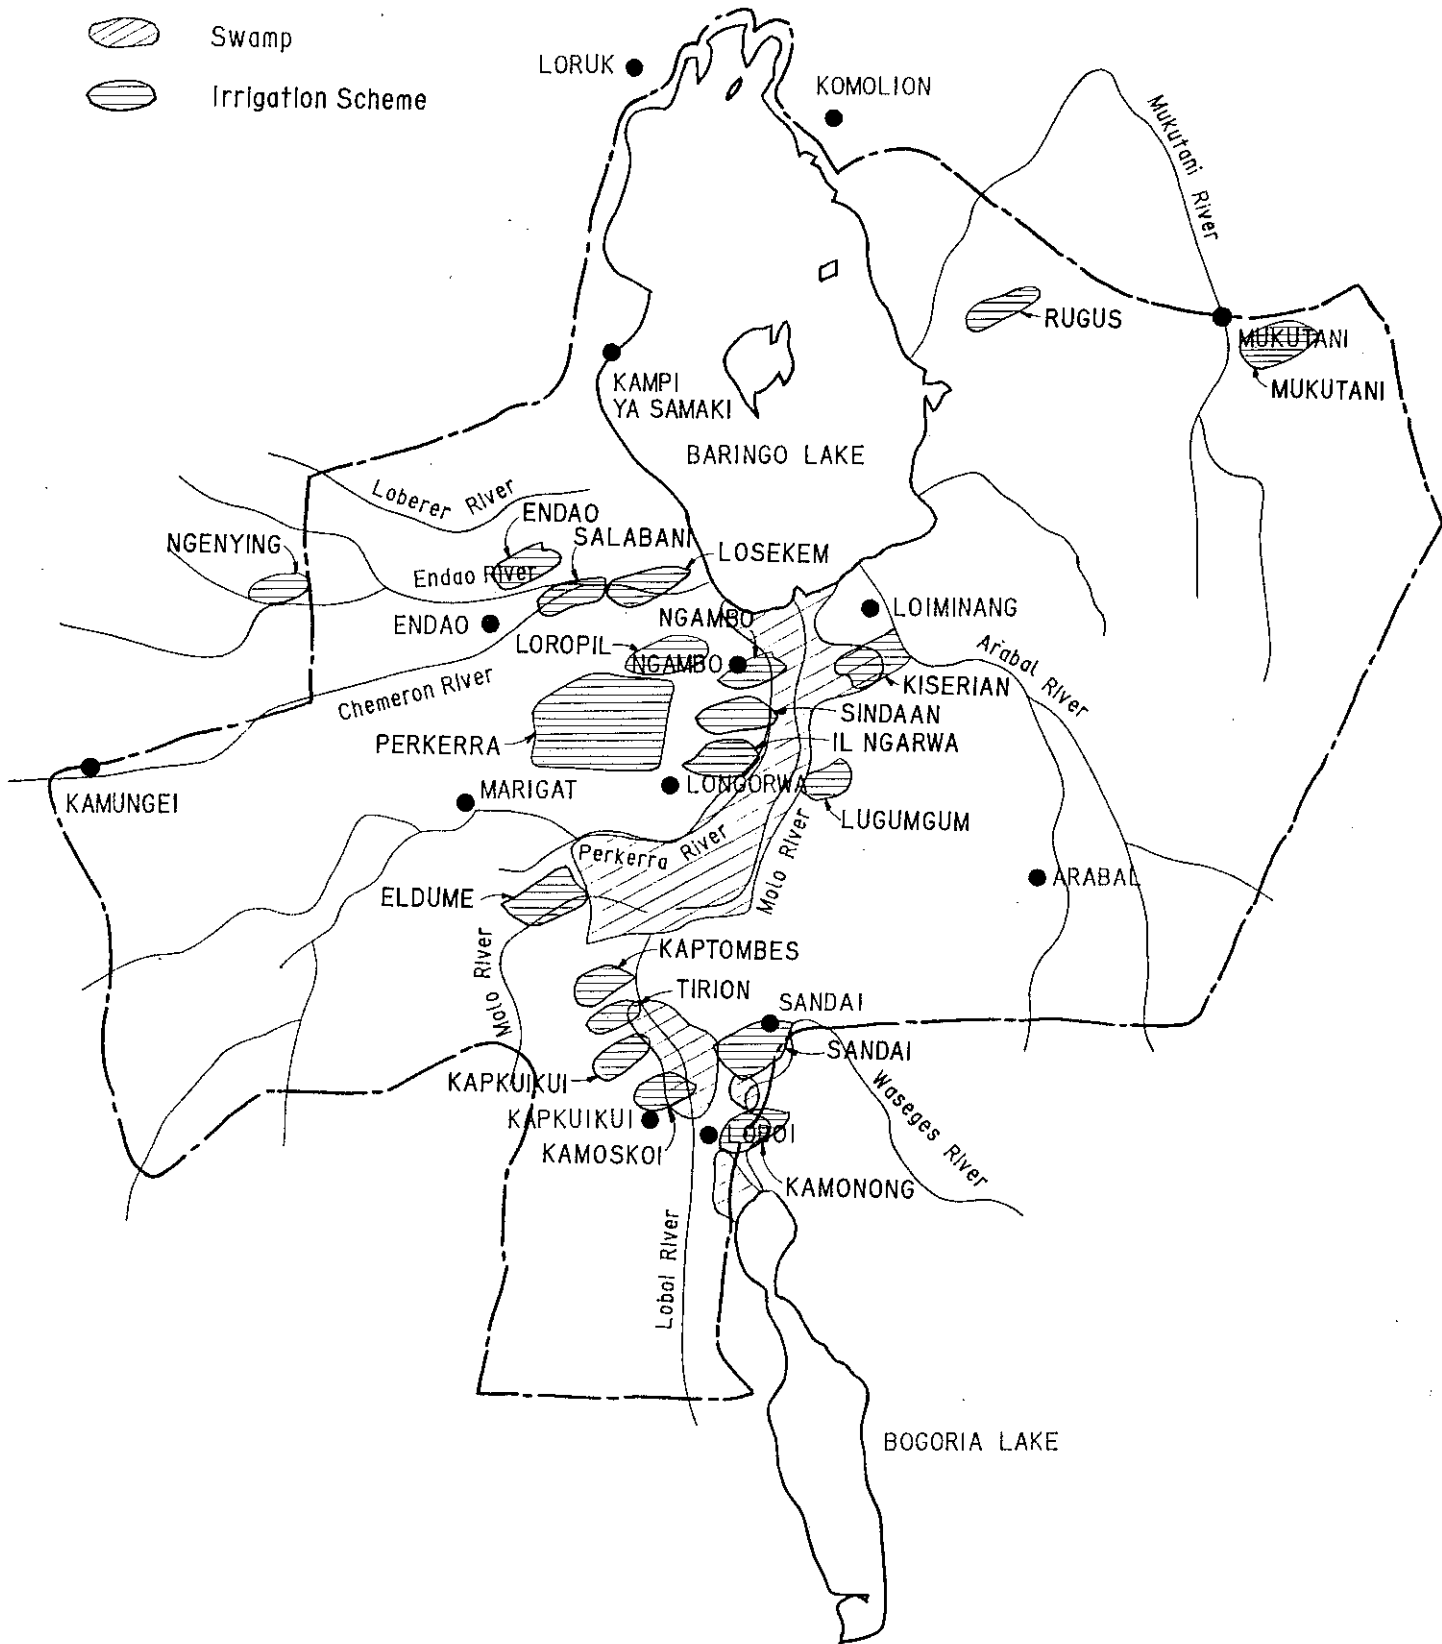 Swamp
Irrigation Scheme
LORUK
KOMOLION
Mukutani River
RUGUS
MUKUTANI
MUKUTANI
KAMPI
YA SAMAKI
BARINGO LAKE
Loberer River
ENDAO
SALABANI
LOSEKEM
NGENYING
Endao River
ENDAO
NGAMBO
LOIMINANG
LOROPIL
NGAMBO
Arabal River
KISERIAN
Chemeron River
SINDAAN
PERKERRA
IL NGARWA
KAMUNGEI
MARIGAT
LONGORWA
LUGUMGUM
Perkerra River
Molo River
ELDUME
ARABAL
KAPTOMBES
Molo River
TIRION
SANDAI
SANDAI
KAPKUIKUI
Waseges River
KAPKUIKUI
LOBOI
KAMOSKOI
KAMONONG
Loboi River
BOGORIA LAKE